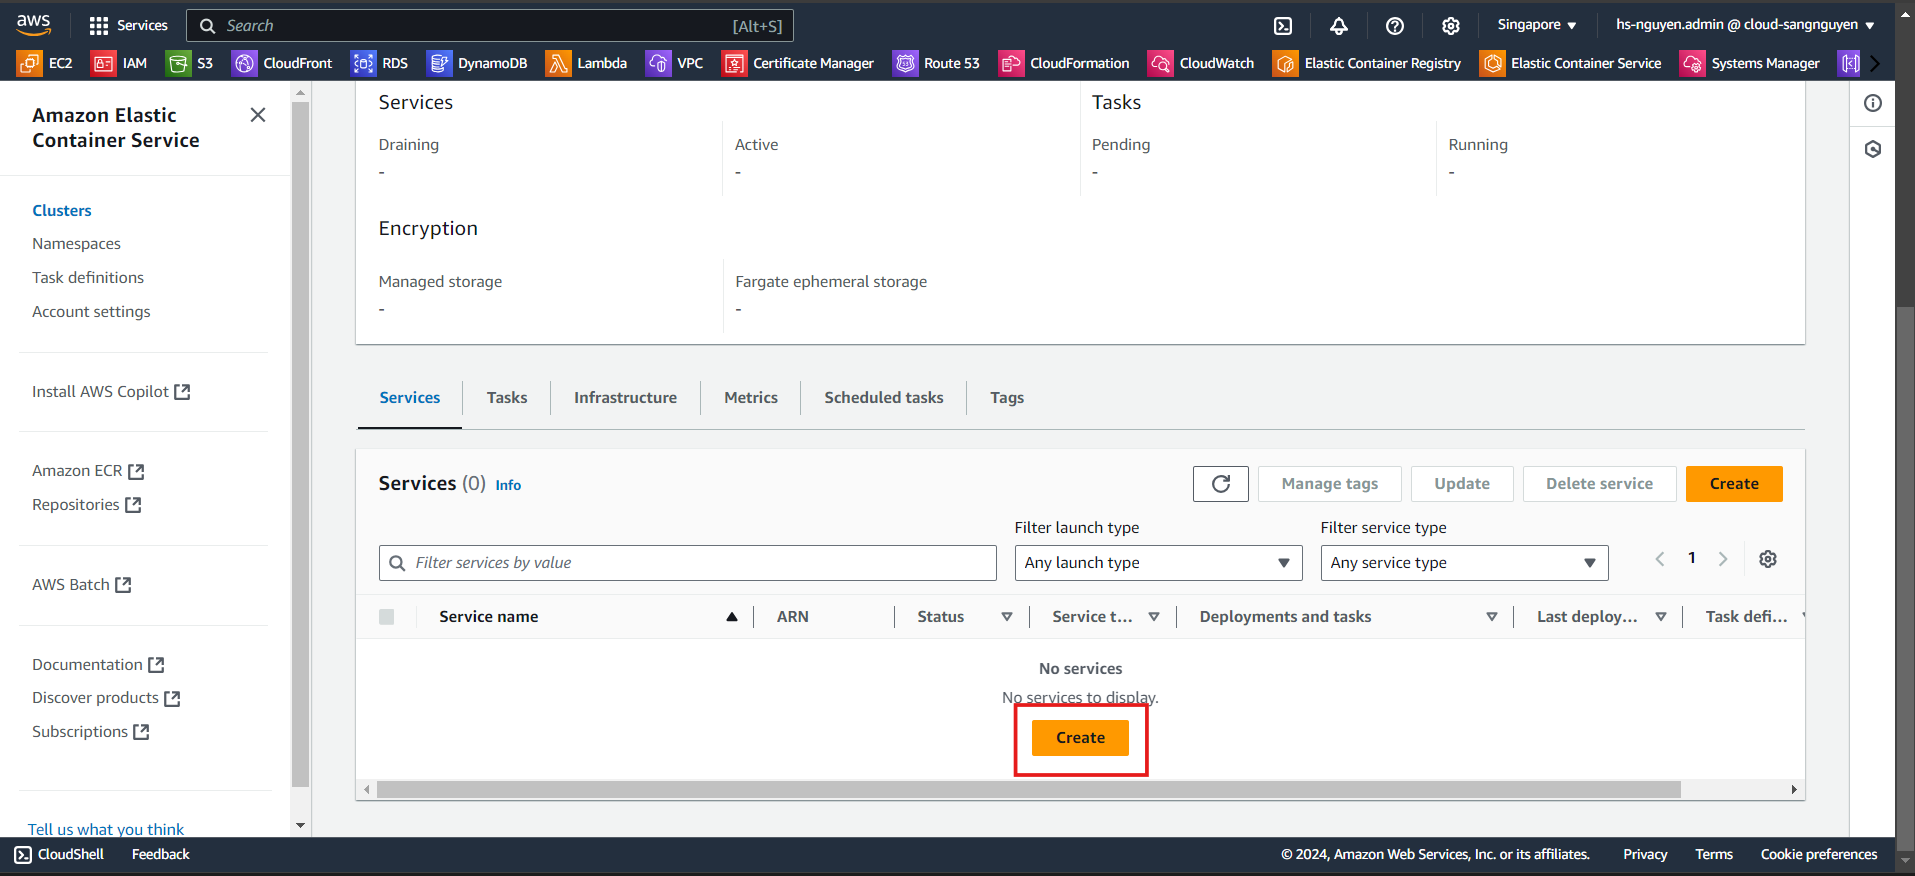 aws
Services
Search [Alt+S]
Singapore
hs-nguyen.admin @ cloud-sangnguyen
EC2 IAM S3 CloudFront RDS DynamoDB Lambda VPC Certificate Manager Route 53 CloudFormation CloudWatch Elastic Container Registry Elastic Container Service Systems Manager
Amazon Elastic
Container Service
Clusters
Namespaces
Task definitions
Account settings
Install AWS Copilot
Amazon ECR
Repositories
AWS Batch
Documentation
Discover products
Subscriptions
Tell us what you think
Services Tasks
Draining Active Pending Running
- - - -
Encryption
Managed storage Fargate ephemeral storage
- -
Services Tasks Infrastructure Metrics Scheduled tasks Tags
Services (0) Info
Manage tags Update Delete service Create
Filter launch type Filter service type
Filter services by value Any launch type Any service type 1
Service name ARN Status Service t... Deployments and tasks Last deploy... Task defi...
No services
No services to display.
Create
CloudShell Feedback © 2024, Amazon Web Services, Inc. or its affiliates. Privacy Terms Cookie preferences